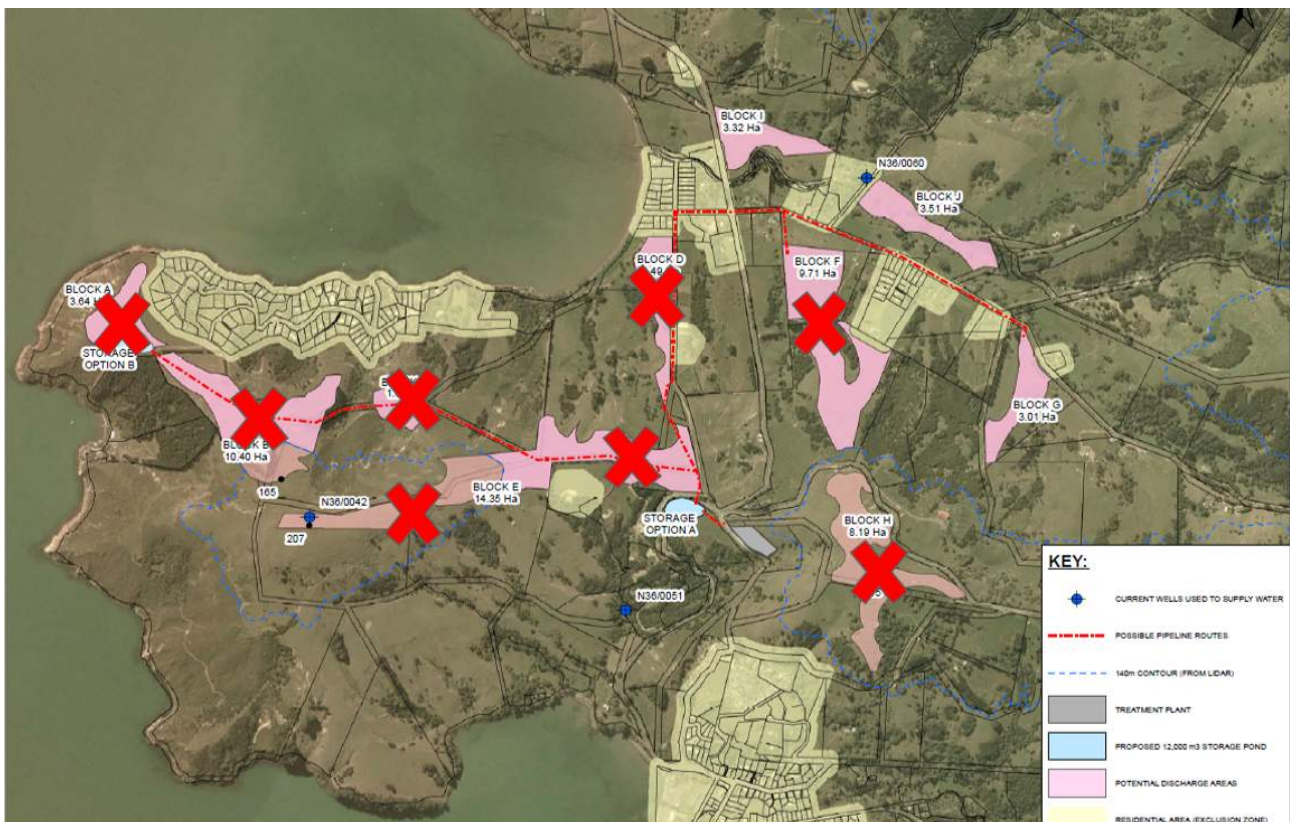 BLOCK I
3.32 Ha
N36/0060
BLOCK J
3.51 Ha
BLOCK D
49
BLOCK F
9.71 Ha
BLOCK A
3.64
STORAGE
OPTION B
BLOCK G
3.01 Ha
10.40 Ha
165
N36/0042
207
BLOCK E
14.35 Ha
STORAGE
OPTION A
BLOCK H
8.19 Ha
N36/0051
KEY:
CURRENT WELLS USED TO SUPPLY WATER
POSSIBLE PIPELINE ROUTES
140m CONTOUR (FROM LIDAR)
TREATMENT PLANT
PROPOSED 12,000 m3 STORAGE POND
POTENTIAL DISCHARGE AREAS
RESIDENTIAL AREA (EXCLUSION ZONE)